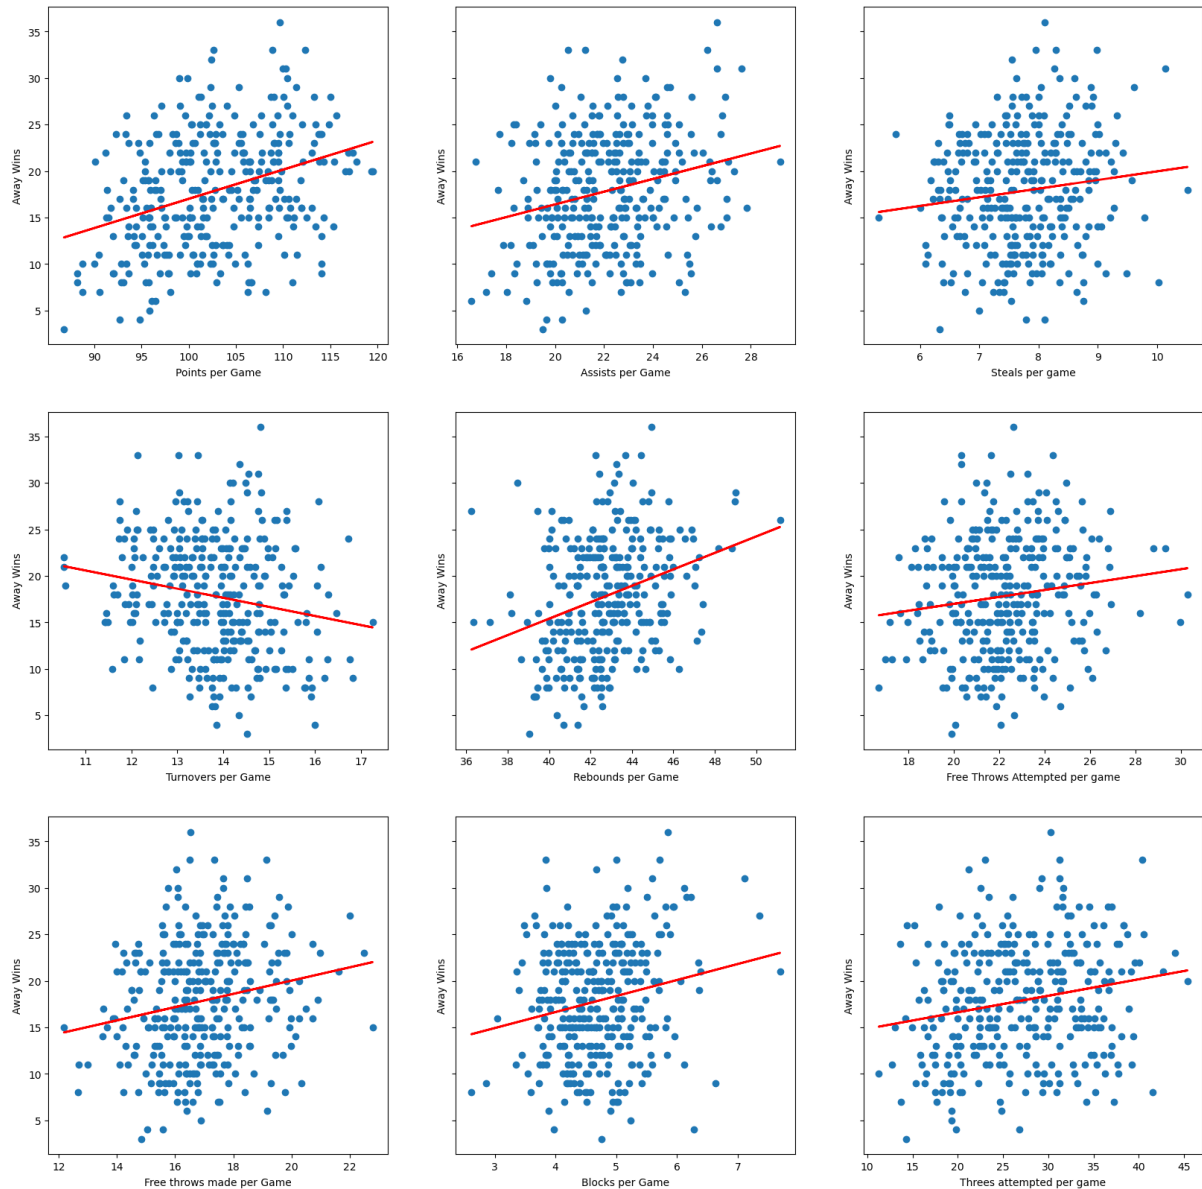 35
30
25
20
15
10
5
Away Wins
90 95 100 105 110 115 120
Points per Game
Away Wins
16 18 20 22 24 26 28
Assists per Game
Away Wins
6 7 8 9 10
Steals per game
35
30
25
20
15
10
5
Away Wins
11 12 13 14 15 16 17
Turnovers per Game
Away Wins
36 38 40 42 44 46 48 50
Rebounds per Game
Away Wins
18 20 22 24 26 28 30
Free Throws Attempted per game
35
30
25
20
15
10
5
Away Wins
12 14 16 18 20 22
Free throws made per Game
Away Wins
3 4 5 6 7
Blocks per Game
Away Wins
10 15 20 25 30 35 40 45
Threes attempted per game